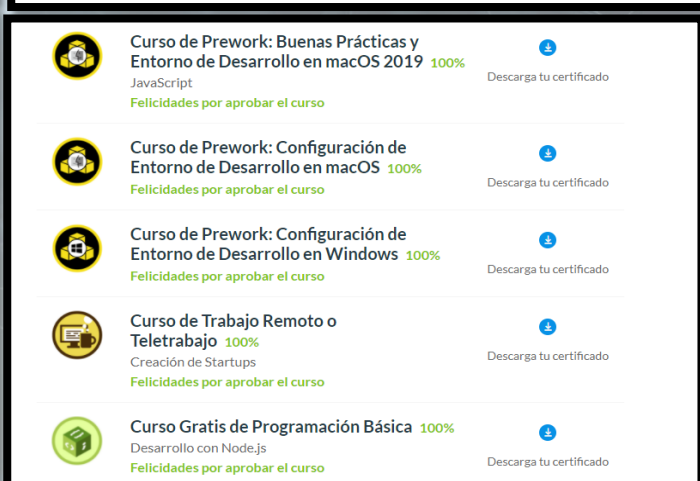 Curso de Prework: Buenas Prácticas y
Entorno de Desarrollo en macOS 2019 100%
JavaScript
Felicidades por aprobar el curso
Descarga tu certificado
Curso de Prework: Configuración de
Entorno de Desarrollo en macOS 100%
Felicidades por aprobar el curso
Descarga tu certificado
Curso de Prework: Configuración de
Entorno de Desarrollo en Windows 100%
Felicidades por aprobar el curso
Descarga tu certificado
Curso de Trabajo Remoto o
Teletrabajo 100%
Creación de Startups
Felicidades por aprobar el curso
Descarga tu certificado
Curso Gratis de Programación Básica 100%
Desarrollo con Node.js
Felicidades por aprobar el curso
Descarga tu certificado